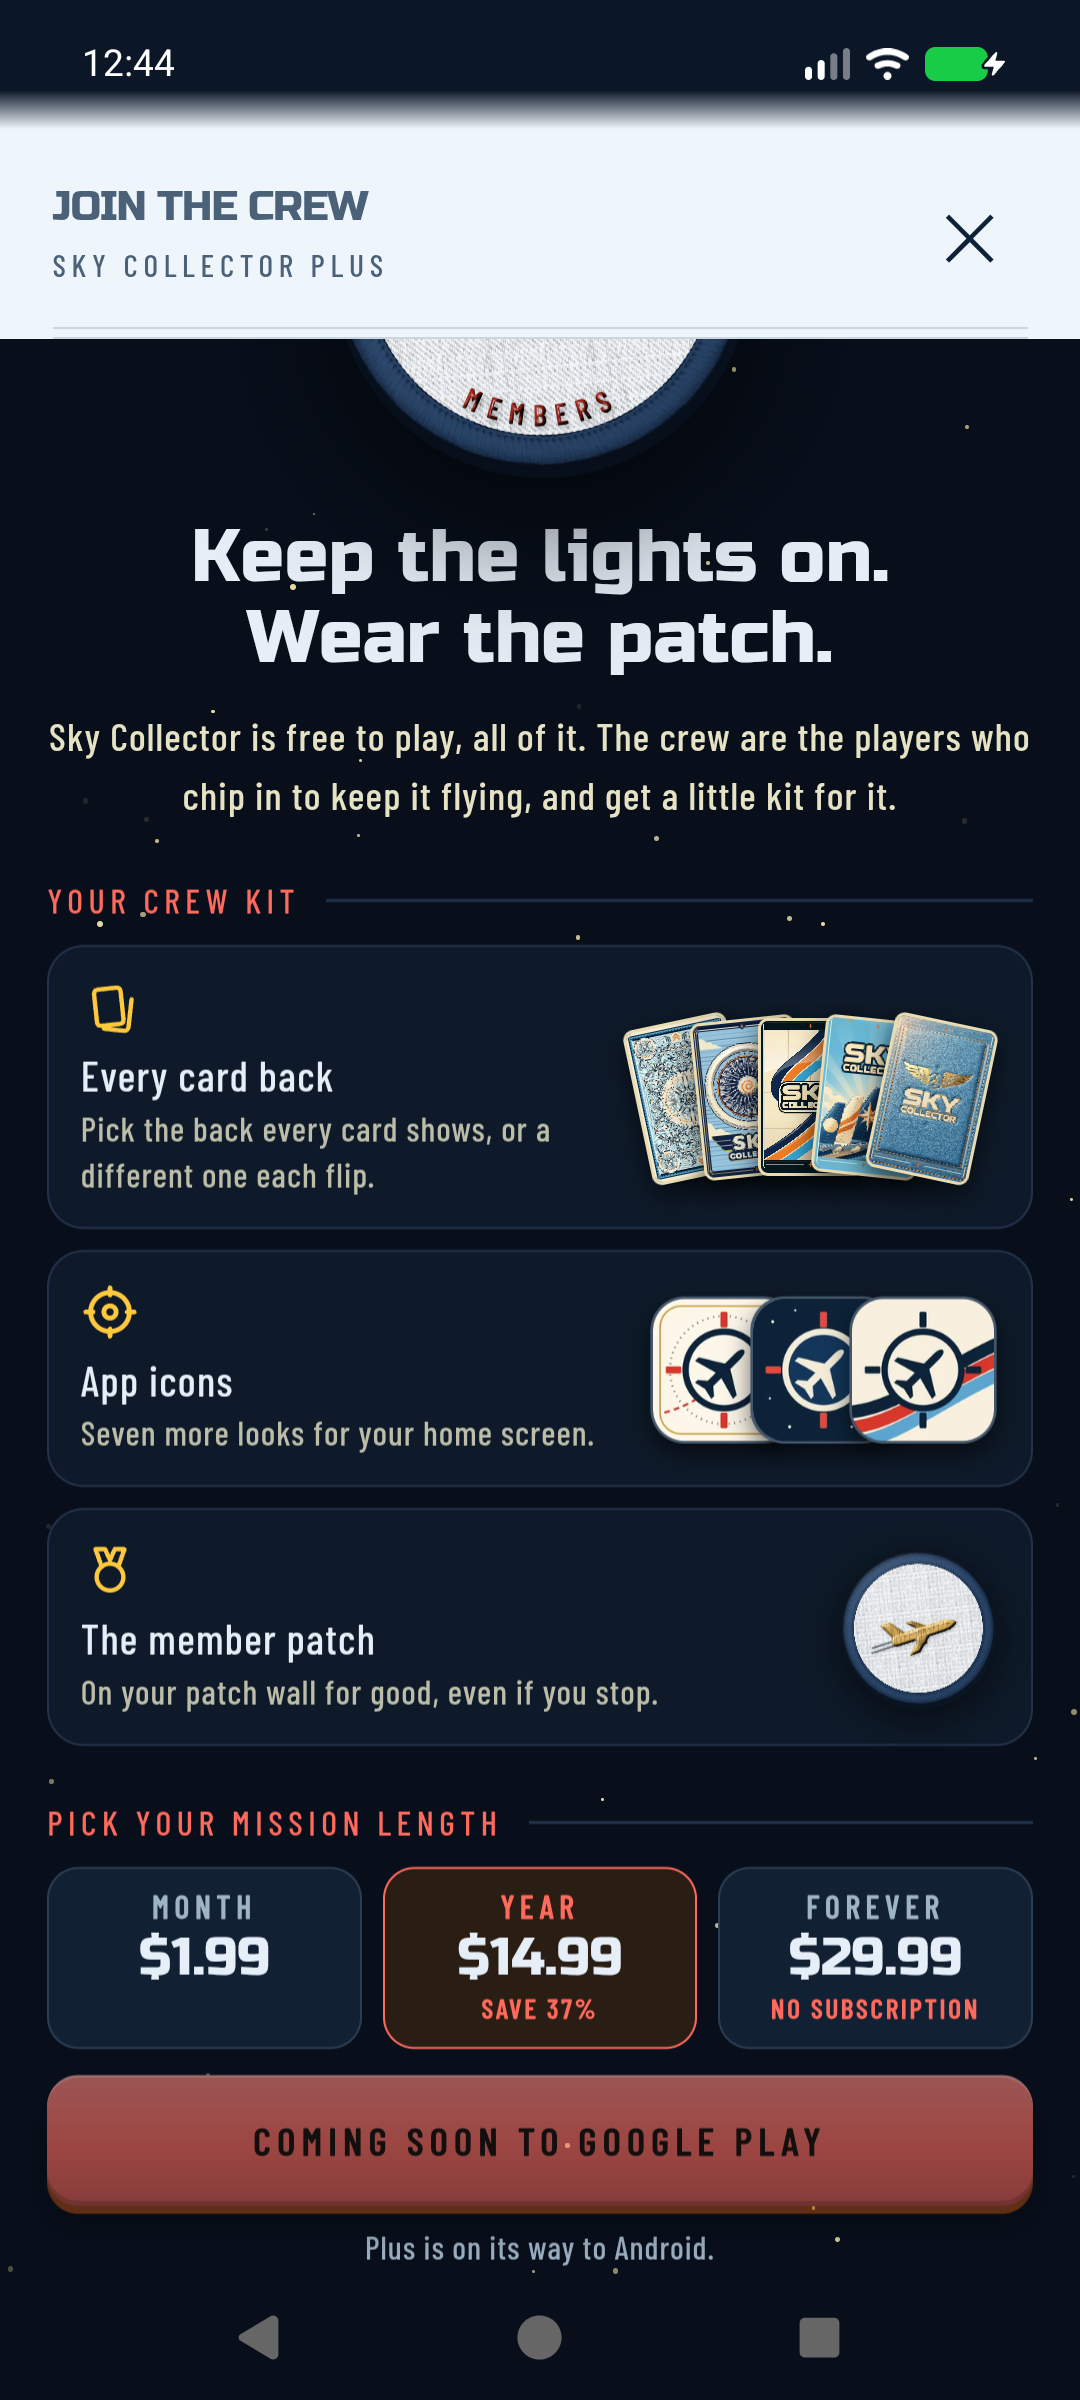 12:44
JOIN THE CREW
SKY COLLECTOR PLUS
MEMBERS
Keep the lights on.
Wear the patch.
Sky Collector is free to play, all of it. The crew are the players who
chip in to keep it flying, and get a little kit for it.
YOUR CREW KIT
Every card back
Pick the back every card shows, or a
different one each flip.
SKY
COLLECTOR
App icons
Seven more looks for your home screen.
The member patch
On your patch wall for good, even if you stop.
PICK YOUR MISSION LENGTH
MONTH
$1.99
YEAR
$14.99
SAVE 37%
FOREVER
$29.99
NO SUBSCRIPTION
COMING SOON TO GOOGLE PLAY
Plus is on its way to Android.